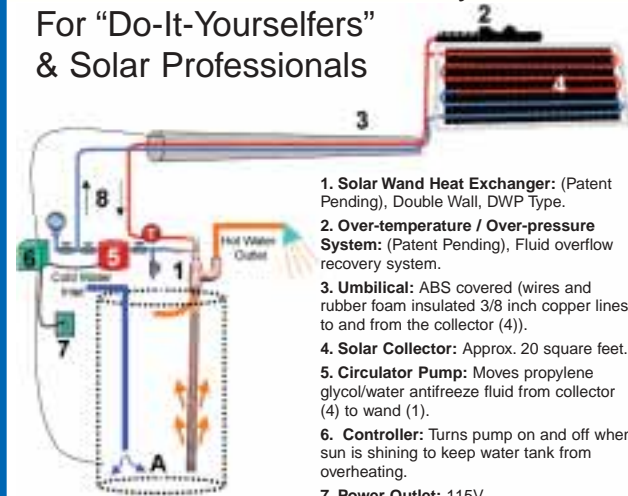 For “Do-It-Yourselfers”
& Solar Professionals
2
4
3
8
T
6
5
1
Hot Water
Outlet
Cold Water
Inlet
7
A
1. Solar Wand Heat Exchanger: (Patent
Pending), Double Wall, DWP Type.
2. Over-temperature / Over-pressure
System: (Patent Pending), Fluid overflow
recovery system.
3. Umbilical: ABS covered (wires and
rubber foam insulated 3/8 inch copper lines
to and from the collector (4)).
4. Solar Collector: Approx. 20 square feet.
5. Circulator Pump: Moves propylene
glycol/water antifreeze fluid from collector
(4) to wand (1).
6. Controller: Turns pump on and off when
sun is shining to keep water tank from
overheating.
7. Power Outlet: 115V